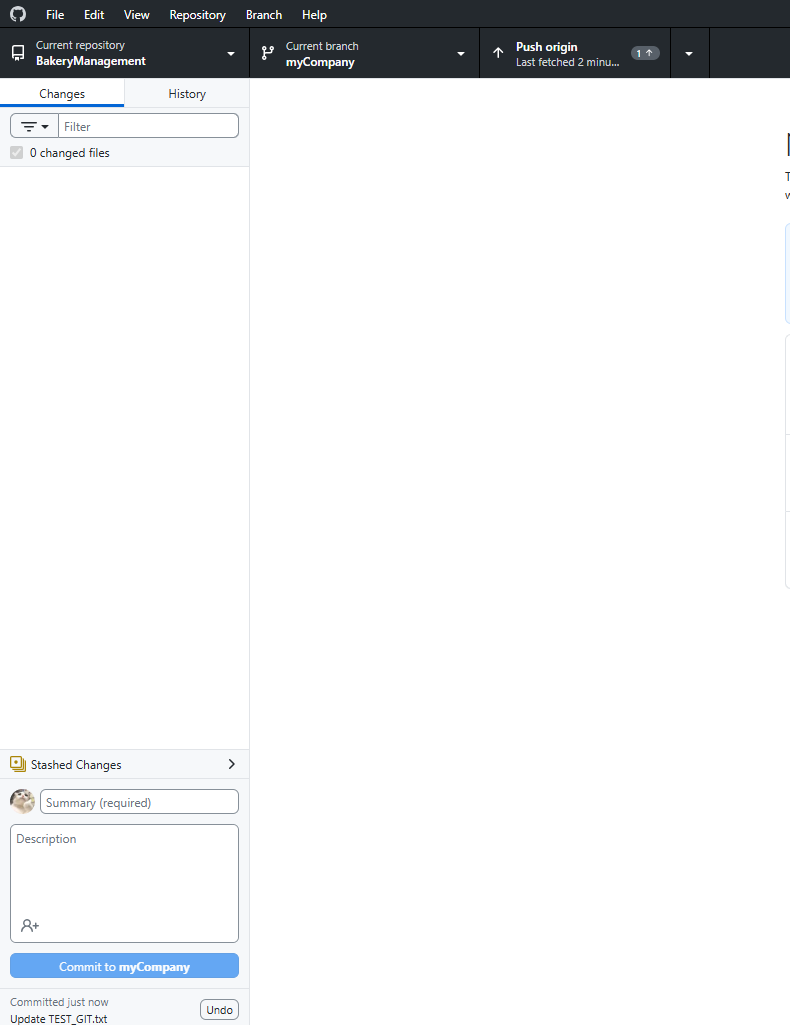 File Edit View Repository Branch Help
Current repository
BakeryManagement
Current branch
myCompany
Push origin
Last fetched 2 minu...
1
Changes History
Filter
0 changed files
Stashed Changes
Summary (required)
Description
Commit to myCompany
Committed just now
Update TEST_GIT.txt
Undo